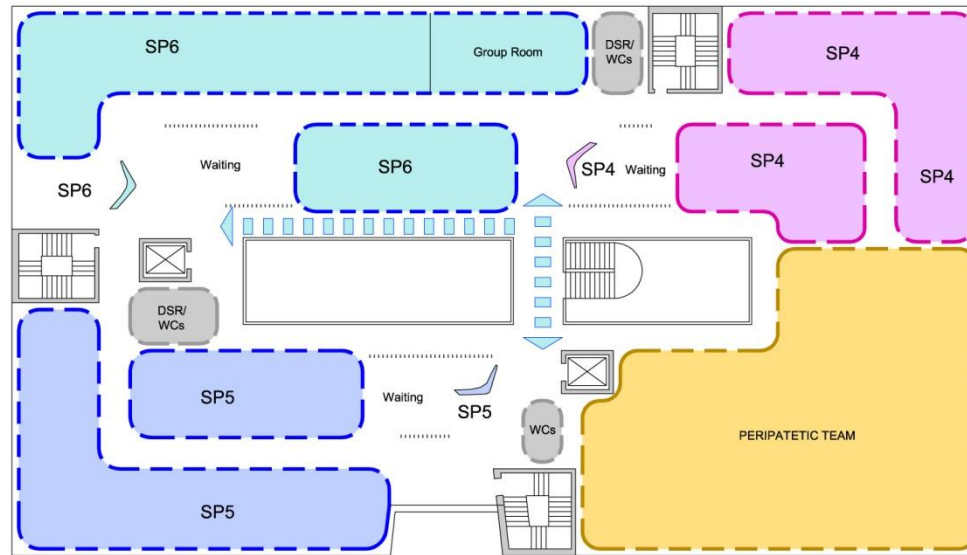 SP6
Group Room
DSR/
WCs
SP4
SP6
Waiting
SP6
SP4
Waiting
SP4
SP4
DSR/
WCs
SP5
Waiting
SP5
WCs
PERIPATETIC TEAM
SP5